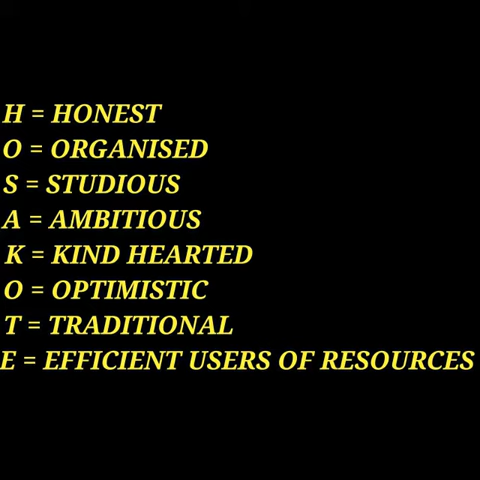 H = HONEST
O = ORGANISED
S = STUDIOUS
A = AMBITIOUS
K = KIND HEARTED
O = OPTIMISTIC
T = TRADITIONAL
E = EFFICIENT USERS OF RESOURCES